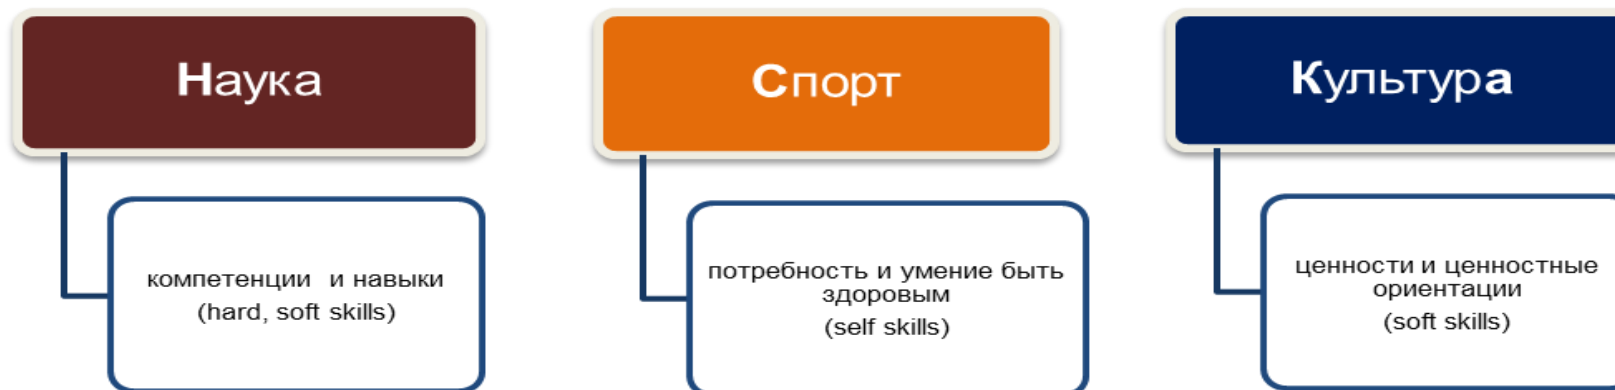 Наука
компетенции и навыки
(hard, soft skills)
Спорт
потребность и умение быть
здоровым
(self skills)
Культура
ценности и ценностные
ориентации
(soft skills)